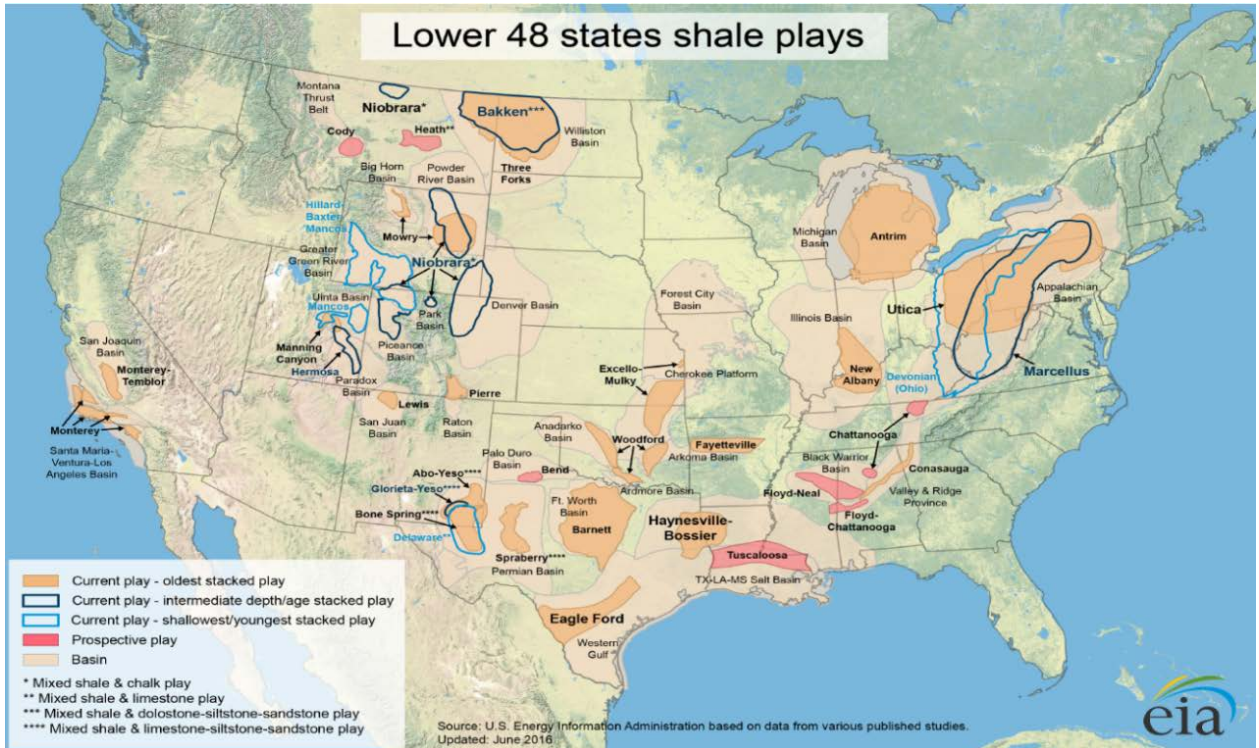 Lower 48 states shale plays
Montana
Thrust
Belt
Niobrara*
Bakken***
Cody
Heath**
Williston
Basin
Big Horn
Basin
Powder
River Basin
Three
Forks
Hillard-
Baxter-
Mancos
Mowry
Greater
Green River
Basin
Niobrara*
Uinta Basin
Mancos
Park
Basin
Denver Basin
Manning
Canyon
Piceance
Basin
Hermosa
Paradox
Basin
San Joaquin
Basin
Monterey-
Temblor
Monterey
Santa Maria-
Ventura-Los
Angeles Basin
Lewis
San Juan
Basin
Pierre
Raton
Basin
Forest City
Basin
Excello-
Mulky
Cherokee Platform
Anadarko
Basin
Woodford
Fayetteville
Arkoma Basin
Palo Duro
Basin
Bend
Ardmore Basin
Abo-Yeso****
Glorieta-Yeso****
Bone Spring****
Delaware**
Ft. Worth
Basin
Barnett
Spraberry****
Permian Basin
Haynesville-
Bossier
Tuscaloosa
TX-LA-MS Salt Basin
Eagle Ford
Western
Gulf
Michigan
Basin
Antrim
Illinois Basin
New
Albany
Utica
Appalachian
Basin
Devonian
(Ohio)
Marcellus
Chattanooga
Black Warrior
Basin
Conasauga
Floyd-Neal
Valley & Ridge
Province
Floyd-
Chattanooga
Current play - oldest stacked play
Current play - intermediate depth/age stacked play
Current play - shallowest/youngest stacked play
Prospective play
Basin
* Mixed shale & chalk play
** Mixed shale & limestone play
*** Mixed shale & dolostone-siltstone-sandstone play
**** Mixed shale & limestone-siltstone-sandstone play
Source: U.S. Energy Information Administration based on data from various published studies.
Updated: June 2016
eia